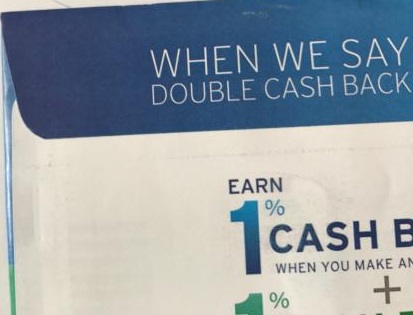 WHEN WE SAY
DOUBLE CASH BACK
EARN
1% CASH B
WHEN YOU MAKE AN
+
1%